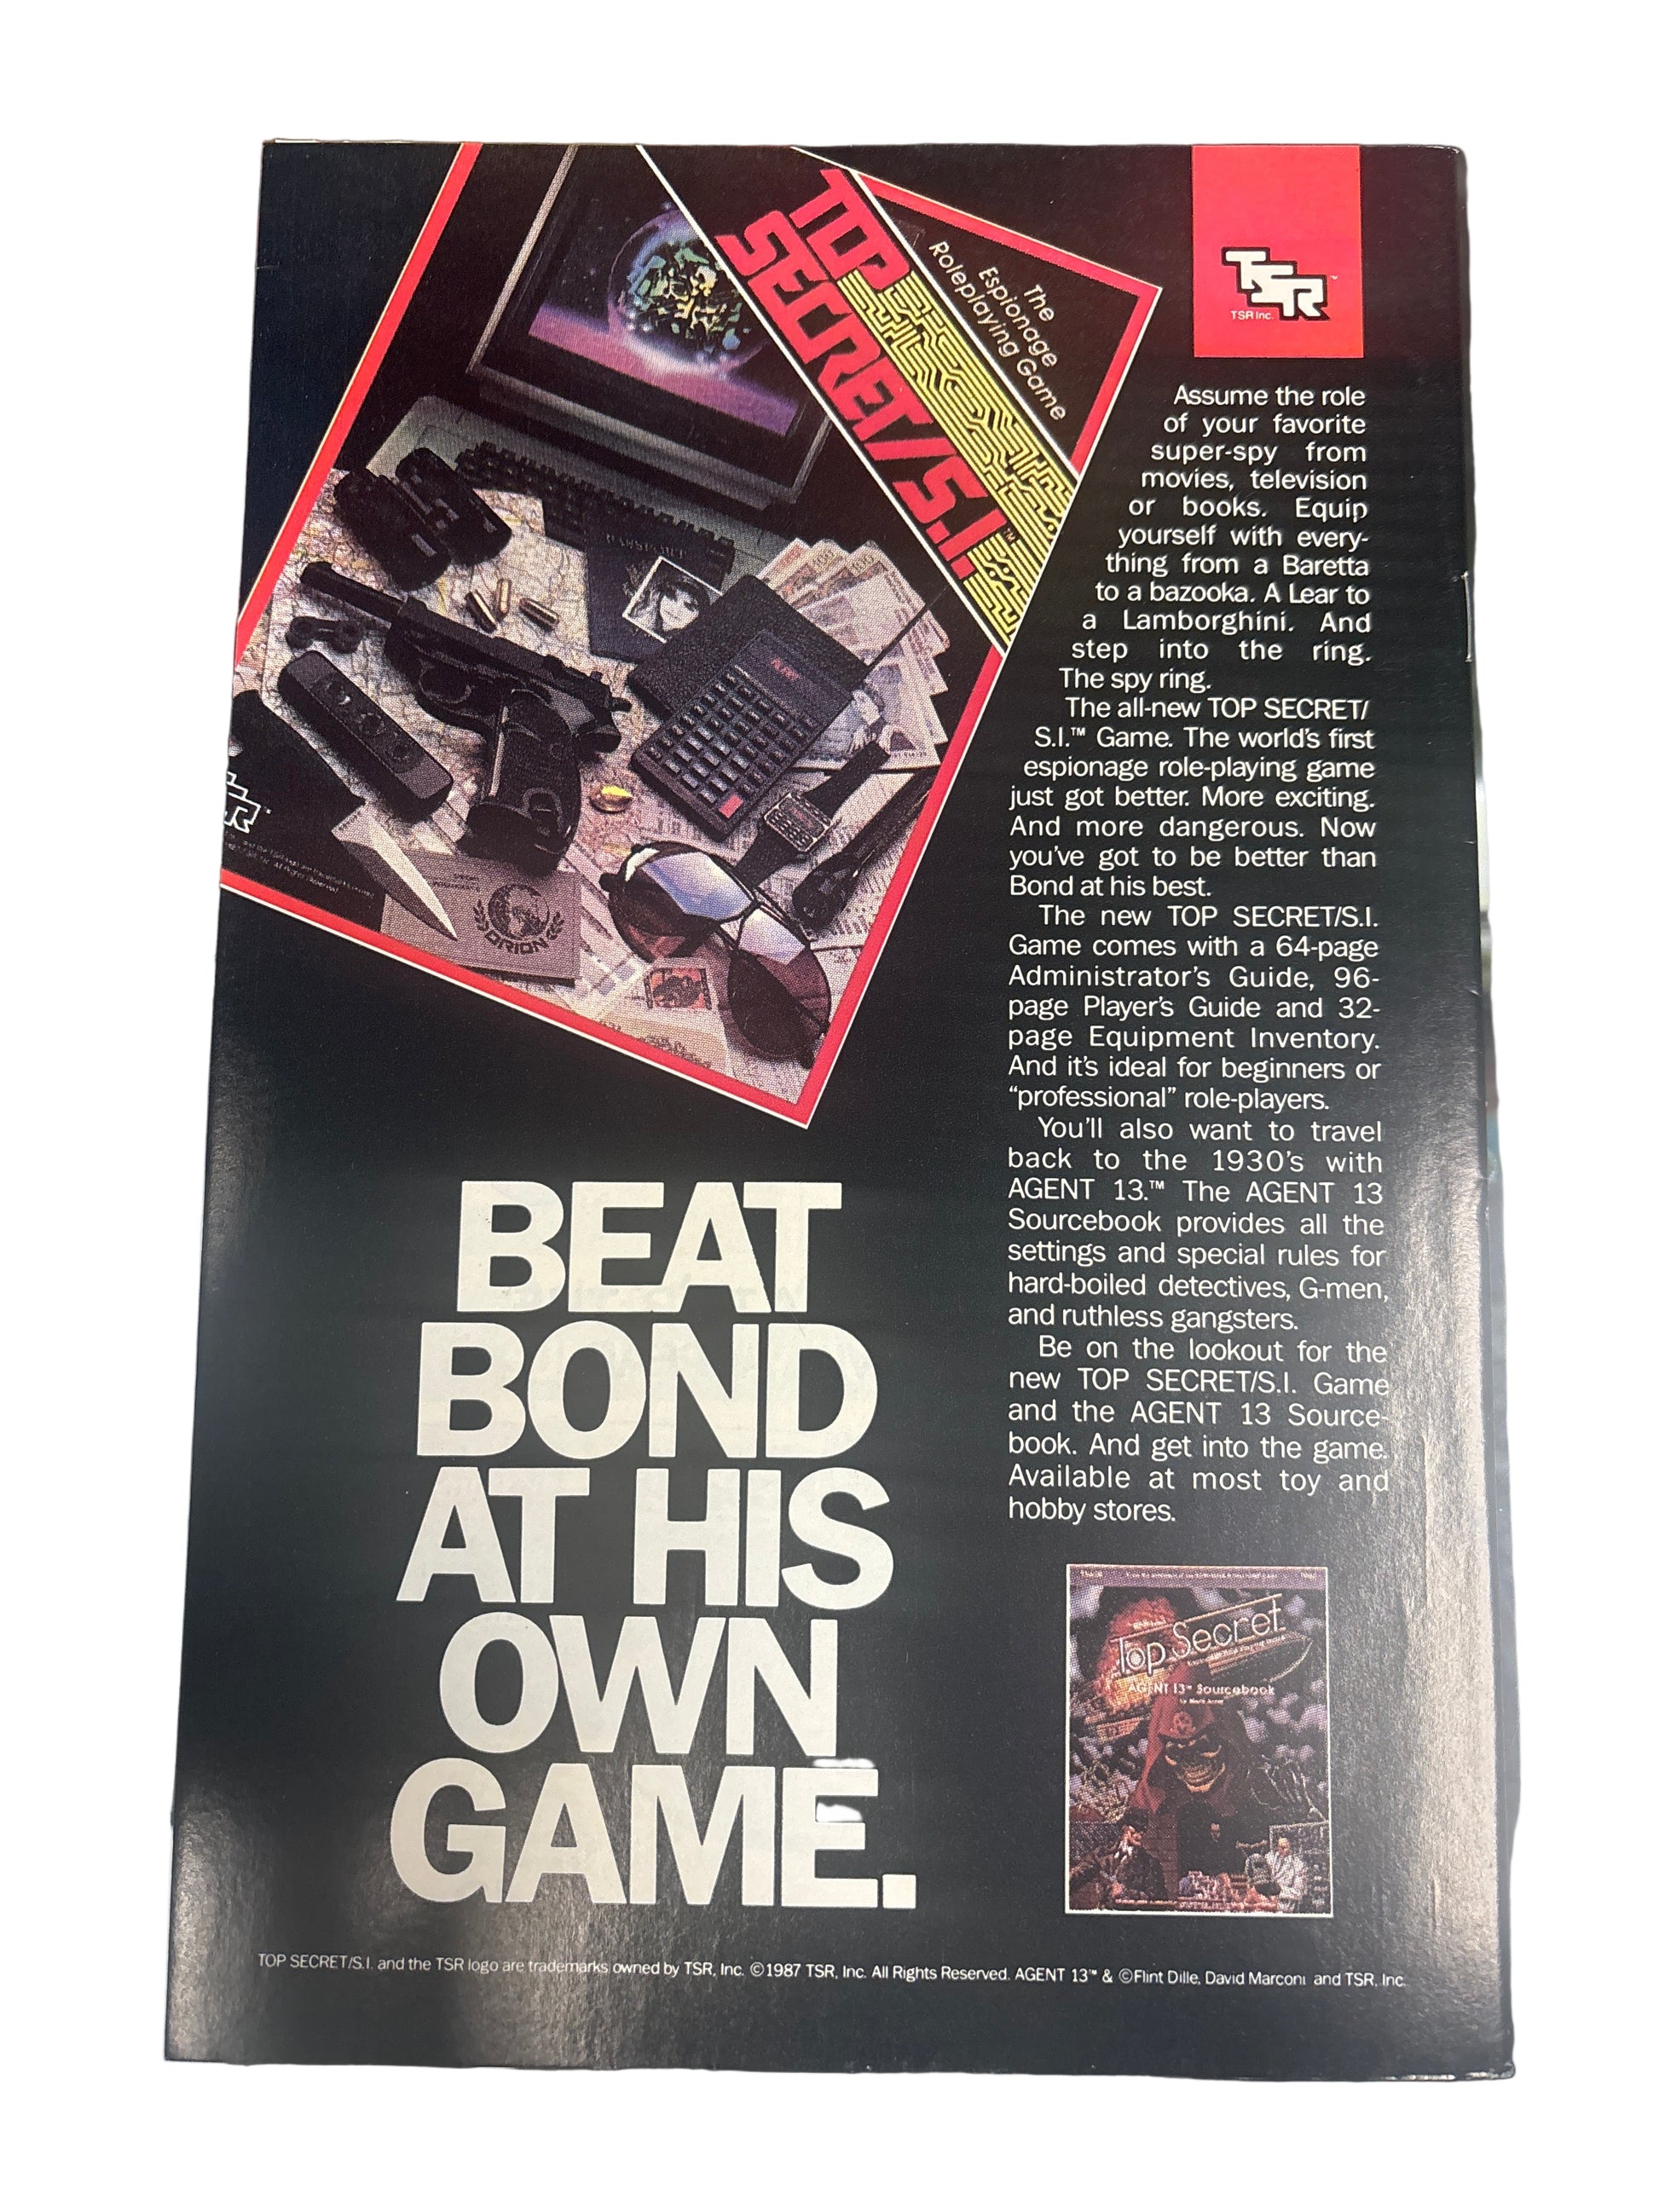 TOP
SECRET/S.I.™
The
Espionage
Roleplaying Game
TSR™
TSR Inc.
ORION
Assume the role
of your favorite
super-spy from
movies, television
or books. Equip
yourself with every-
thing from a Baretta
to a bazooka. A Lear to
a Lamborghini. And
step into the ring.
The spy ring.
The all-new TOP SECRET/
S.I.™ Game. The world's first
espionage role-playing game
just got better. More exciting.
And more dangerous. Now
you've got to be better than
Bond at his best.
The new TOP SECRET/S.I.
Game comes with a 64-page
Administrator's Guide, 96-
page Player's Guide and 32-
page Equipment Inventory.
And it's ideal for beginners or
“professional” role-players.
You'll also want to travel
back to the 1930's with
AGENT 13.™ The AGENT 13
Sourcebook provides all the
settings and special rules for
hard-boiled detectives, G-men,
and ruthless gangsters.
Be on the lookout for the
new TOP SECRET/S.I. Game
and the AGENT 13 Source-
book. And get into the game.
Available at most toy and
hobby stores.
BEAT
BOND
AT HIS
OWN
GAME.
Top Secret
AGENT 13™ Sourcebook
TOP SECRET/S.I. and the TSR logo are trademarks owned by TSR, Inc. ©1987 TSR, Inc. All Rights Reserved. AGENT 13™ & ©Flint Dille, David Marconi and TSR, Inc.